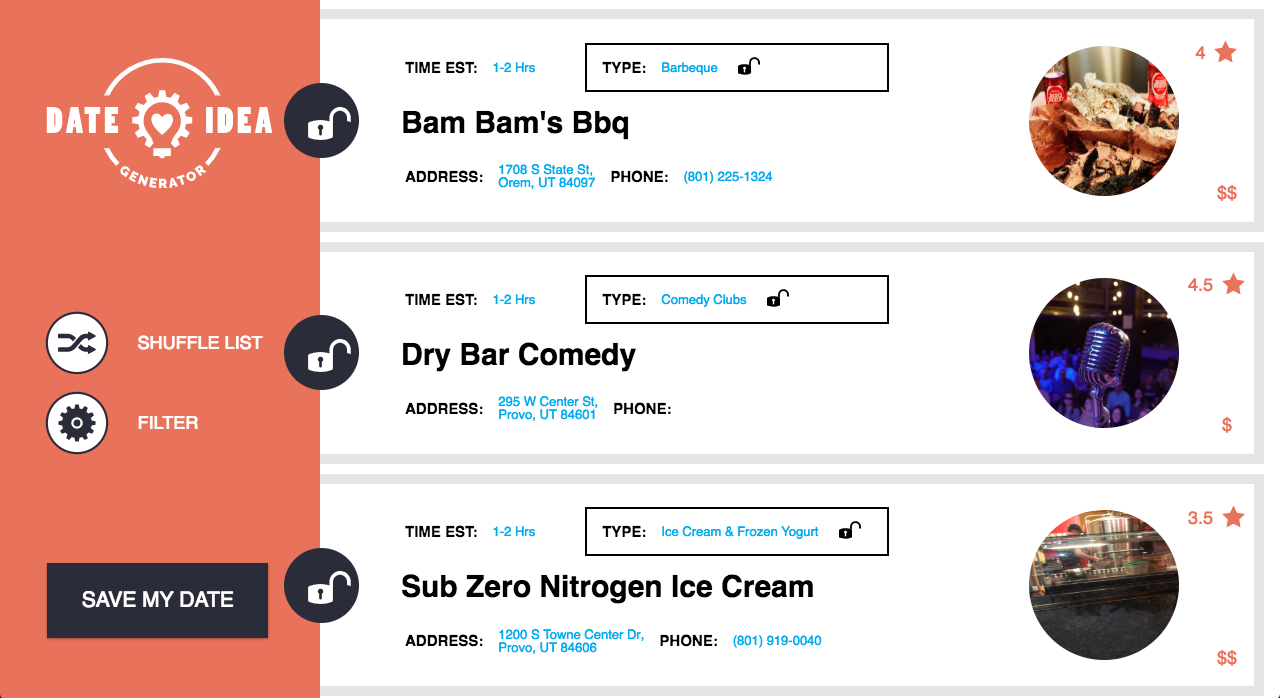 DATE IDEA
GENERATOR
SHUFFLE LIST
FILTER
SAVE MY DATE
TIME EST: 1-2 Hrs TYPE: Barbeque
4
Bam Bam's Bbq
ADDRESS: 1708 S State St,
Orem, UT 84097
PHONE: (801) 225-1324
$$
TIME EST: 1-2 Hrs TYPE: Comedy Clubs
4.5
Dry Bar Comedy
ADDRESS: 295 W Center St,
Provo, UT 84601
PHONE:
$
TIME EST: 1-2 Hrs TYPE: Ice Cream & Frozen Yogurt
3.5
Sub Zero Nitrogen Ice Cream
ADDRESS: 1200 S Towne Center Dr,
Provo, UT 84606
PHONE: (801) 919-0040
$$